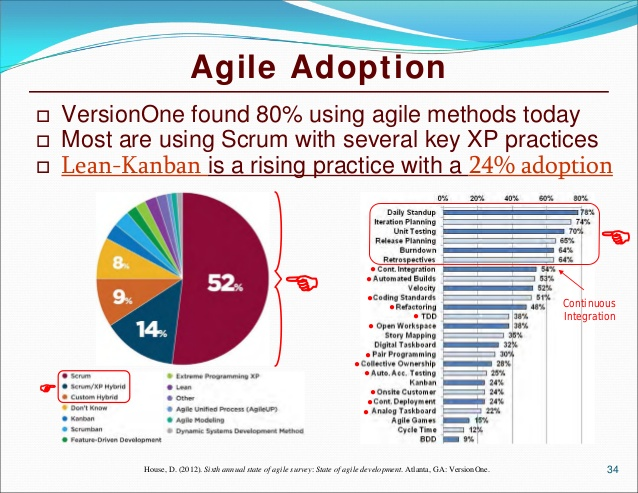 Agile Adoption
VersionOne found 80% using agile methods today
Most are using Scrum with several key XP practices
Lean-Kanban is a rising practice with a 24% adoption
52%
14%
9%
8%
Scrum
Scrum/XP Hybrid
Custom Hybrid
Don't Know
Kanban
Scrumban
Feature-Driven Development
Extreme Programming XP
Lean
Other
Agile Unified Process (AgileUP)
Agile Modeling
Dynamic Systems Development Method
0% 20% 40% 60% 80%
Daily Standup 78%
Iteration Planning 74%
Unit Testing 70%
Release Planning 65%
Burndown 64%
Retrospectives 64%
Cont. Integration 54%
Automated Builds 53%
Velocity 52%
Coding Standards 51%
Refactoring 48%
TDD 38%
Open Workspace 38%
Story Mapping 35%
Digital Taskboard 32%
Pair Programming 30%
Collective Ownership 28%
Auto. Acc. Testing 25%
Kanban 24%
Onsite Customer 24%
Cont. Deployment 24%
Analog Taskboard 22%
Agile Games 15%
Cycle Time 12%
BDD 9%
Continuous
Integration
House, D. (2012). Sixth annual state of agile survey: State of agile development. Atlanta, GA: VersionOne.
34